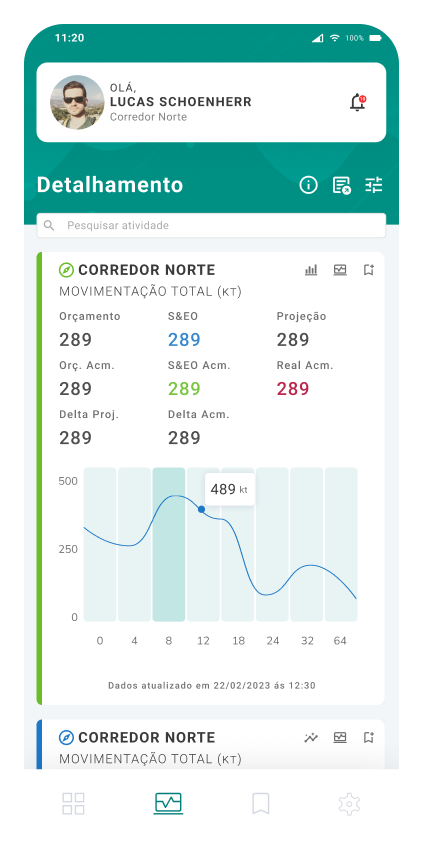 11:20 100%
OLÁ,
LUCAS SCHOENHERR
Corredor Norte
Detalhamento
Pesquisar atividade
CORREDOR NORTE
MOVIMENTAÇÃO TOTAL (KT)
Orçamento S&EO Projeção
289 289 289
Orç. Acm. S&EO Acm. Real Acm.
289 289 289
Delta Proj. Delta Acm.
289 289
500
489 kt
250
0
0 4 8 12 18 24 32 64
Dados atualizado em 22/02/2023 ás 12:30
CORREDOR NORTE
MOVIMENTAÇÃO TOTAL (KT)